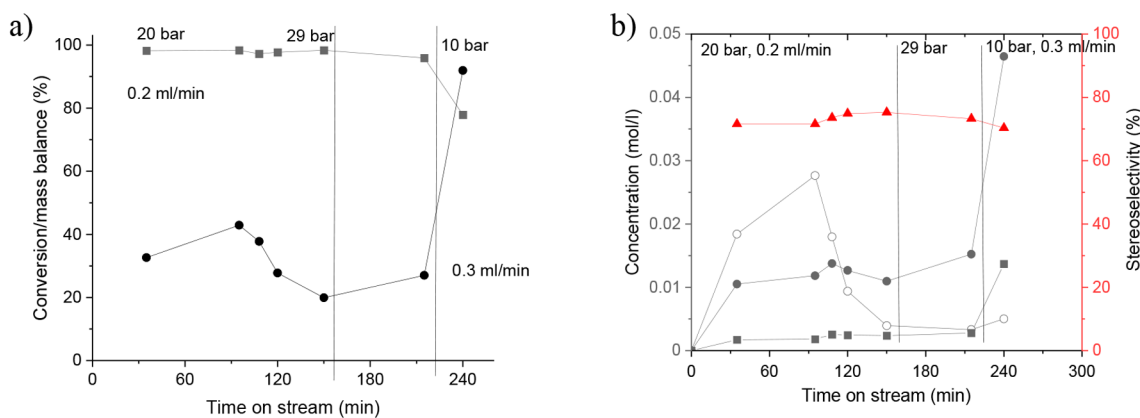 a)
20 bar 29 bar 10 bar
0.2 ml/min
0.3 ml/min
Conversion/mass balance (%)
100
80
60
40
20
0
0 60 120 180 240
Time on stream (min)
b)
20 bar, 0.2 ml/min 29 bar 10 bar, 0.3 ml/min
Concentration (mol/l)
0.05
0.04
0.03
0.02
0.01
0
0 60 120 180 240 300
Time on stream (min)
100
80
60
40
20
0
Stereoselectivity (%)